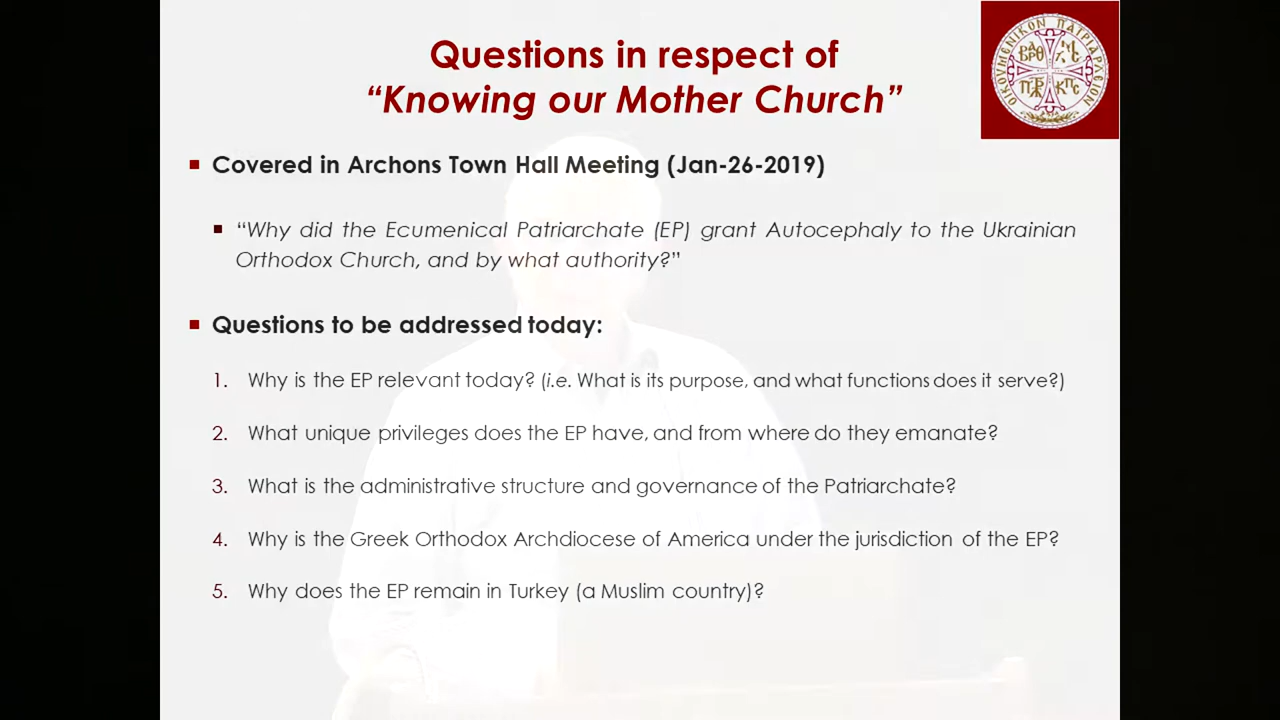 Questions in respect of
“Knowing our Mother Church”
ΟΙΚΟΥΜΕΝΙΚΟΝ ΠΑΤΡΙΑΡΧΕΙΟΝ
Covered in Archons Town Hall Meeting (Jan-26-2019)
“Why did the Ecumenical Patriarchate (EP) grant Autocephaly to the Ukrainian
Orthodox Church, and by what authority?”
Questions to be addressed today:
1. Why is the EP relevant today? (i.e. What is its purpose, and what functions does it serve?)
2. What unique privileges does the EP have, and from where do they emanate?
3. What is the administrative structure and governance of the Patriarchate?
4. Why is the Greek Orthodox Archdiocese of America under the jurisdiction of the EP?
5. Why does the EP remain in Turkey (a Muslim country)?